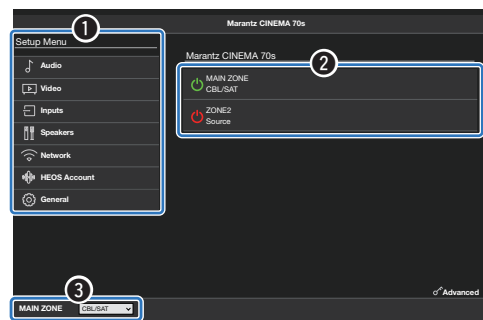 Marantz CINEMA 70s
1
Setup Menu
Audio
Video
Inputs
Speakers
Network
HEOS Account
General
Marantz CINEMA 70s
2
MAIN ZONE
CBL/SAT
ZONE2
Source
Advanced
3
MAIN ZONE CBL/SAT